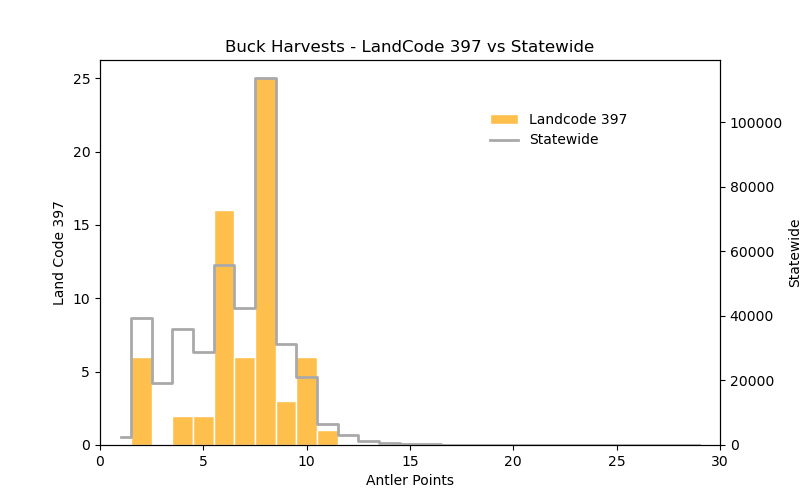 Buck Harvests - LandCode 397 vs Statewide
25
20
15
10
5
0
Land Code 397
Landcode 397
Statewide
100000
80000
60000
40000
20000
0
Statewide
0 5 10 15 20 25 30
Antler Points